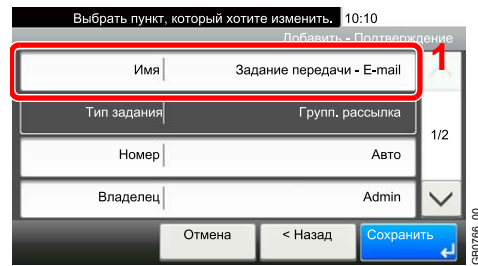 Выбрать пункт, который хотите изменить. 10:10
Добавить - Подтверждение
1
Имя Задание передачи - E-mail
Тип задания Групп. рассылка
1/2
Номер Авто
Владелец Admin
Отмена < Назад Сохранить
GB0766_00